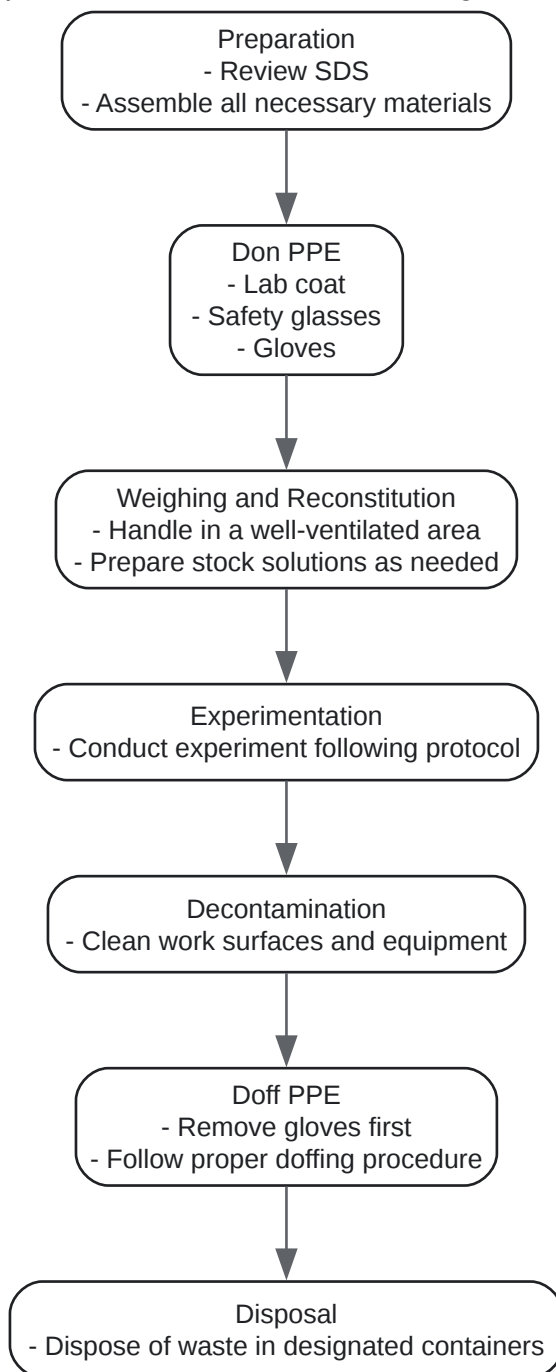 Preparation
- Review SDS
- Assemble all necessary materials
Don PPE
- Lab coat
- Safety glasses
- Gloves
Weighing and Reconstitution
- Handle in a well-ventilated area
- Prepare stock solutions as needed
Experimentation
- Conduct experiment following protocol
Decontamination
- Clean work surfaces and equipment
Doff PPE
- Remove gloves first
- Follow proper doffing procedure
Disposal
- Dispose of waste in designated containers